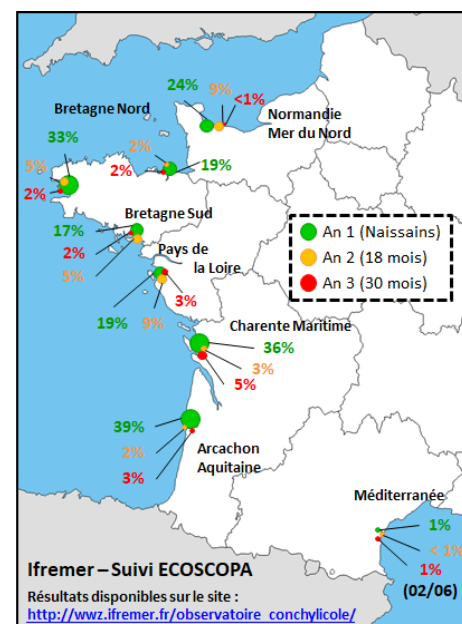 24%
9%
<1%
Bretagne Nord
Normandie
Mer du Nord
33%
2%
5%
2%
19%
2%
Bretagne Sud
17%
2%
Pays de
la Loire
5%
An 1 (Naissains)
An 2 (18 mois)
An 3 (30 mois)
3%
19%
9%
Charente Maritime
36%
3%
5%
39%
2%
Arcachon
Aquitaine
3%
Méditerranée
1%
< 1%
1%
(02/06)
Ifremer – Suivi ECOSCOPA
Résultats disponibles sur le site :
http://wwz.ifremer.fr/observatoire_conchylicole/